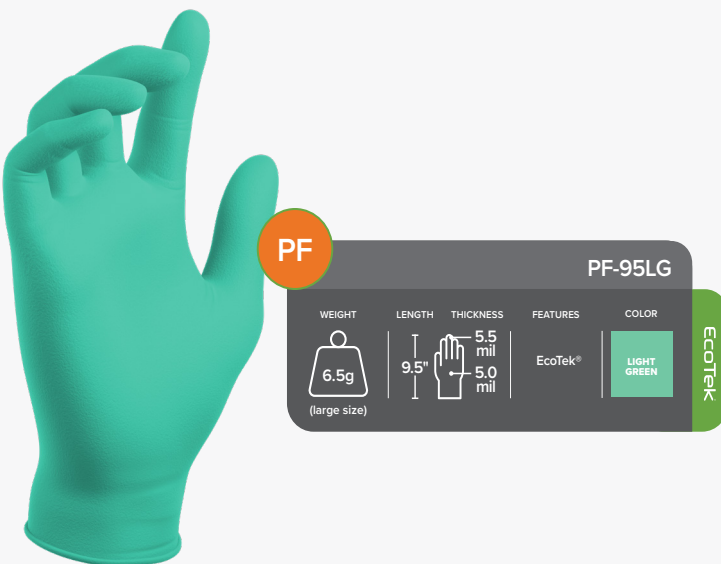 PF
PF-95LG
WEIGHT
LENGTH
THICKNESS
FEATURES
COLOR
6.5g
(large size)
9.5"
5.5
mil
5.0
mil
EcoTek®
LIGHT
GREEN
EcoTek